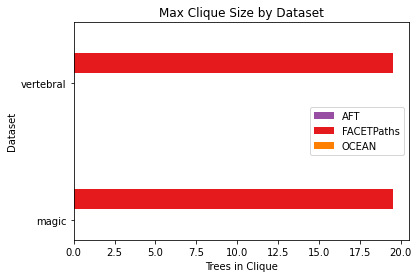 Max Clique Size by Dataset
Dataset
vertebral
magic
AFT
FACETPaths
OCEAN
0.0 2.5 5.0 7.5 10.0 12.5 15.0 17.5 20.0
Trees in Clique